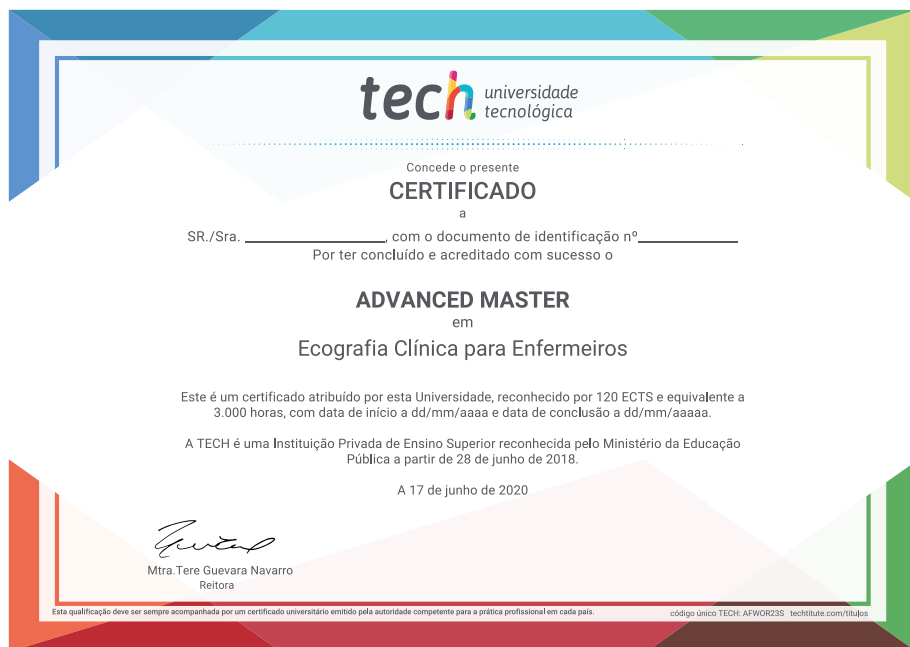 tech universidade
tecnológica
Concede o presente
CERTIFICADO
a
SR./Sra. ______________, com o documento de identificação nº__________
Por ter concluído e acreditado com sucesso o
ADVANCED MASTER
em
Ecografia Clínica para Enfermeiros
Este é um certificado atribuído por esta Universidade, reconhecido por 120 ECTS e equivalente a
3.000 horas, com data de início a dd/mm/aaaa e data de conclusão a dd/mm/aaaaa.
A TECH é uma Instituição Privada de Ensino Superior reconhecida pelo Ministério da Educação
Pública a partir de 28 de junho de 2018.
A 17 de junho de 2020
Mtra.Tere Guevara Navarro
Reitora
Esta qualificação deve ser sempre acompanhada por um certificado universitário emitido pela autoridade competente para a prática profissional em cada país.
código único TECH: AFWOR23S techtitute.com/titulos